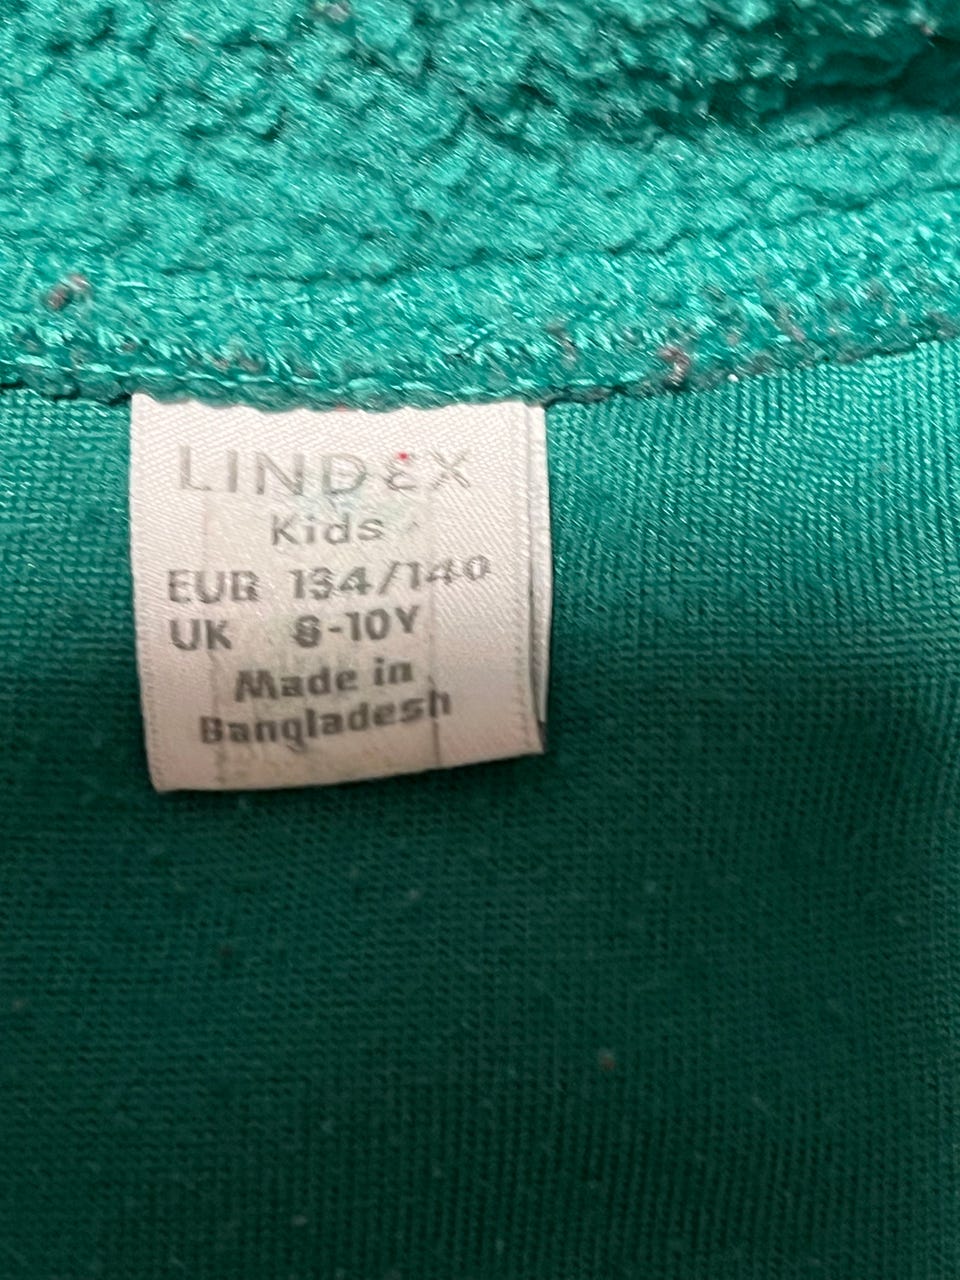 LINDEX
Kids
EUR 134/140
UK 8-10Y
Made in
Bangladesh